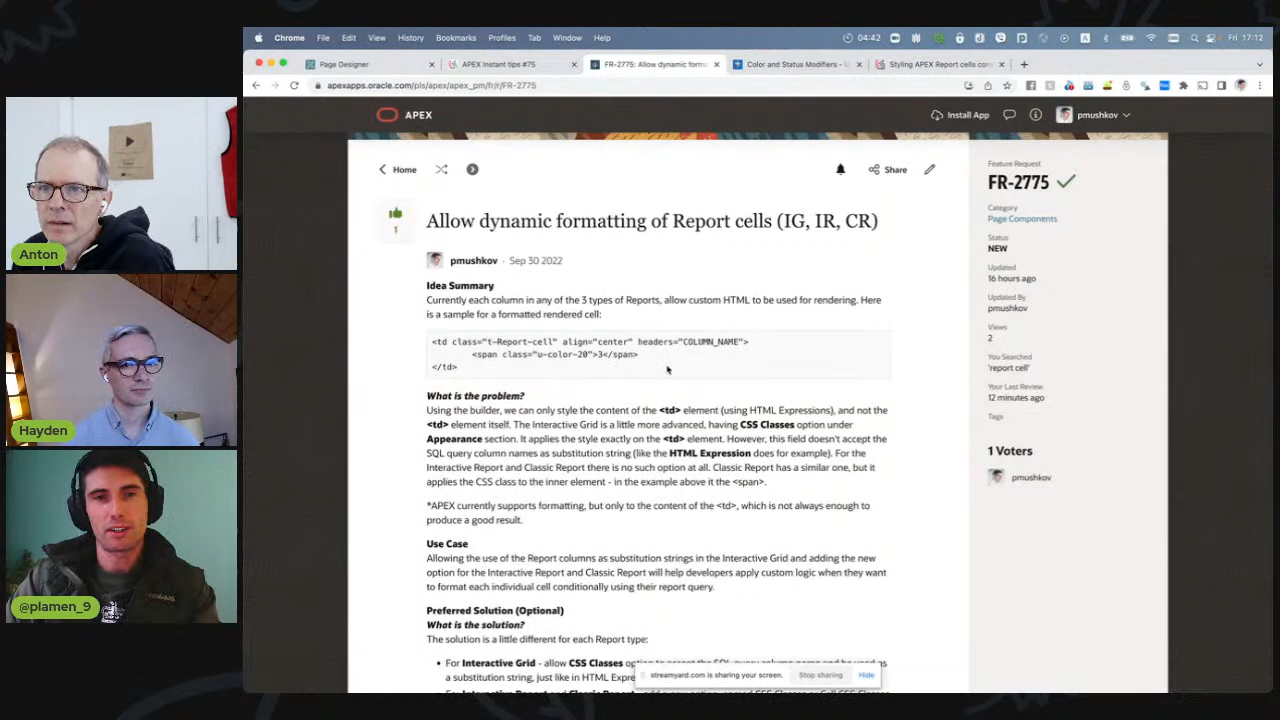 Chrome File Edit View History Bookmarks Profiles Tab Window Help
04:42
Fri 17:12
Page Designer
APEX Instant tips #75
FR-2775: Allow dynamic forma
Color and Status Modifiers - U
Styling APEX Report cells con
apexapps.oracle.com/pls/apex/apex_pm/fr/r/FR-2775
APEX
Install App
pmushkov
Home
Share
Feature Request
FR-2775
Category
Page Components
Status
NEW
Updated
16 hours ago
Updated By
pmushkov
Views
2
You Searched
'report cell'
Your Last Review
12 minutes ago
Tags
1 Voters
pmushkov
1
Allow dynamic formatting of Report cells (IG, IR, CR)
pmushkov - Sep 30 2022
Idea Summary
Currently each column in any of the 3 types of Reports, allow custom HTML to be used for rendering. Here
is a sample for a formatted rendered cell:
<td class="t-Report-cell" align="center" headers="COLUMN_NAME">
<span class="u-color-20">3</span>
</td>
What is the problem?
Using the builder, we can only style the content of the <td> element (using HTML Expressions), and not the
<td> element itself. The Interactive Grid is a little more advanced, having CSS Classes option under
Appearance section. It applies the style exactly on the <td> element. However, this field doesn't accept the
SQL query column names as substitution string (like the HTML Expression does for example). For the
Interactive Report and Classic Report there is no such option at all. Classic Report has a similar one, but it
applies the CSS class to the inner element - in the example above it the <span>.
*APEX currently supports formatting, but only to the content of the <td>, which is not always enough to
produce a good result.
Use Case
Allowing the use of the Report columns as substitution strings in the Interactive Grid and adding the new
option for the Interactive Report and Classic Report will help developers apply custom logic when they want
to format each individual cell conditionally using their report query.
Preferred Solution (Optional)
What is the solution?
The solution is a little different for each Report type:
For Interactive Grid - allow CSS Classes
a substitution string, just like in HTML Expre
streamyard.com is sharing your screen.
Stop sharing
Hide
Anton
Hayden
@plamen_9